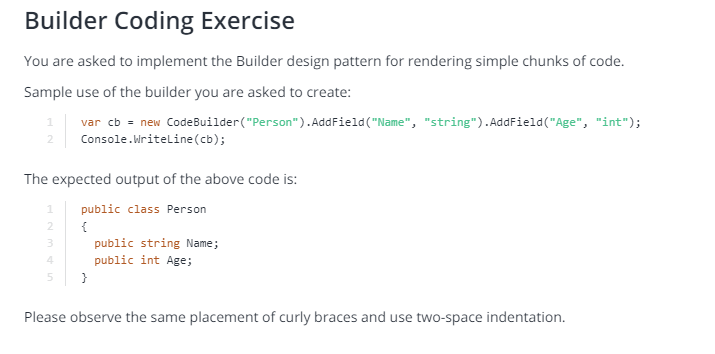 Builder Coding Exercise
You are asked to implement the Builder design pattern for rendering simple chunks of code.
Sample use of the builder you are asked to create:
1 var cb = new CodeBuilder("Person").AddField("Name", "string").AddField("Age", "int");
2 Console.WriteLine(cb);
The expected output of the above code is:
1 public class Person
2 {
3   public string Name;
4   public int Age;
5 }
Please observe the same placement of curly braces and use two-space indentation.